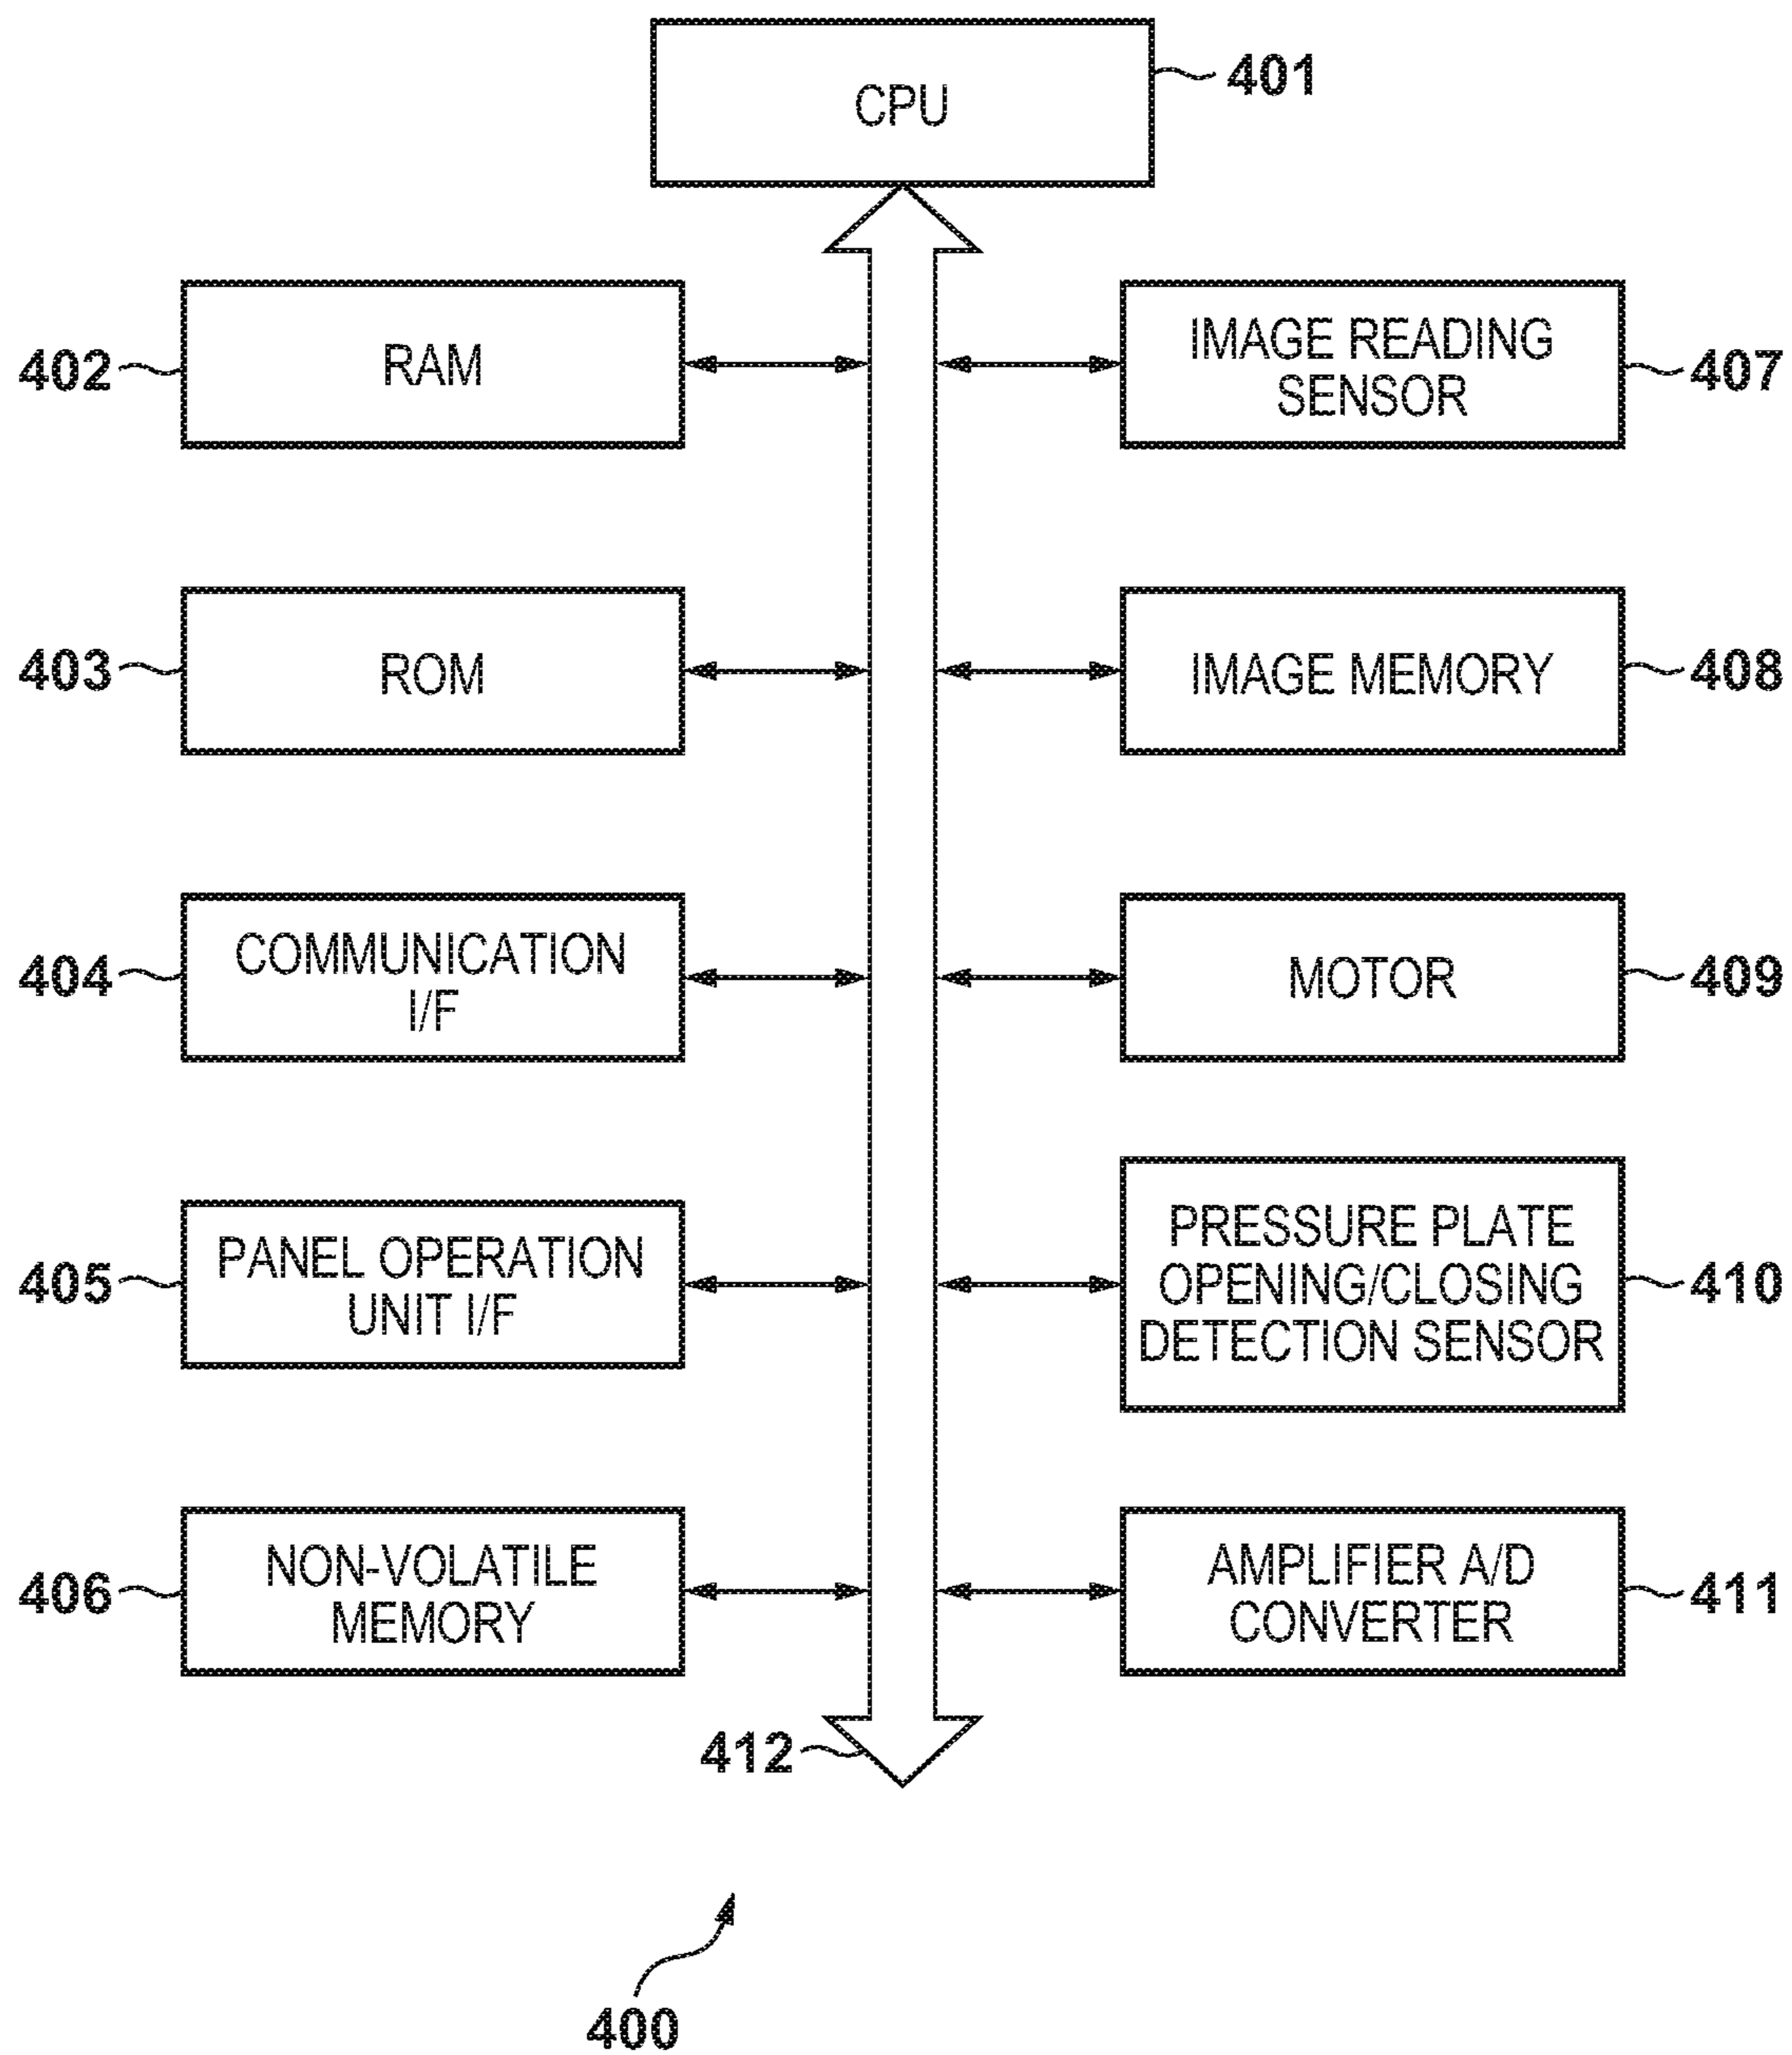 CPU
401
402
RAM
IMAGE READING
SENSOR
407
403
ROM
IMAGE MEMORY
408
404
COMMUNICATION
I/F
MOTOR
409
405
PANEL OPERATION
UNIT I/F
PRESSURE PLATE
OPENING/CLOSING
DETECTION SENSOR
410
406
NON-VOLATILE
MEMORY
AMPLIFIER A/D
CONVERTER
411
412
400